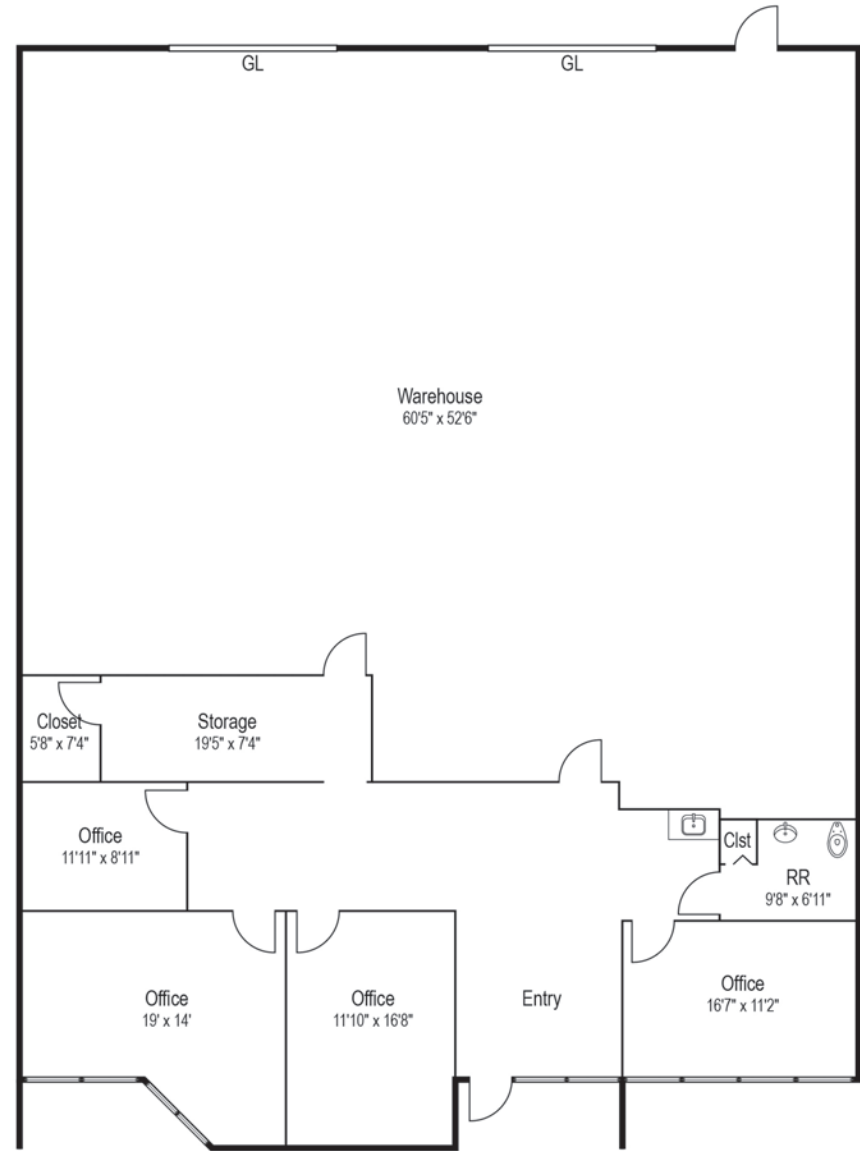 GL
GL
Warehouse
60'5" x 52'6"
Closet
5'8" x 7'4"
Storage
19'5" x 7'4"
Office
11'11" x 8'11"
Clst
RR
9'8" x 6'11"
Office
19' x 14'
Office
11'10" x 16'8"
Entry
Office
16'7" x 11'2"